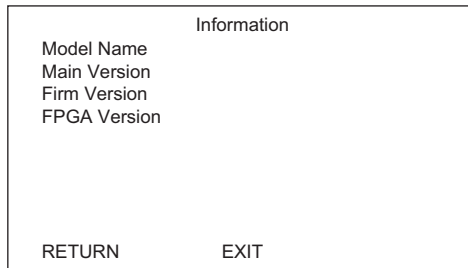 Information
Model Name
Main Version
Firm Version
FPGA Version
RETURN EXIT